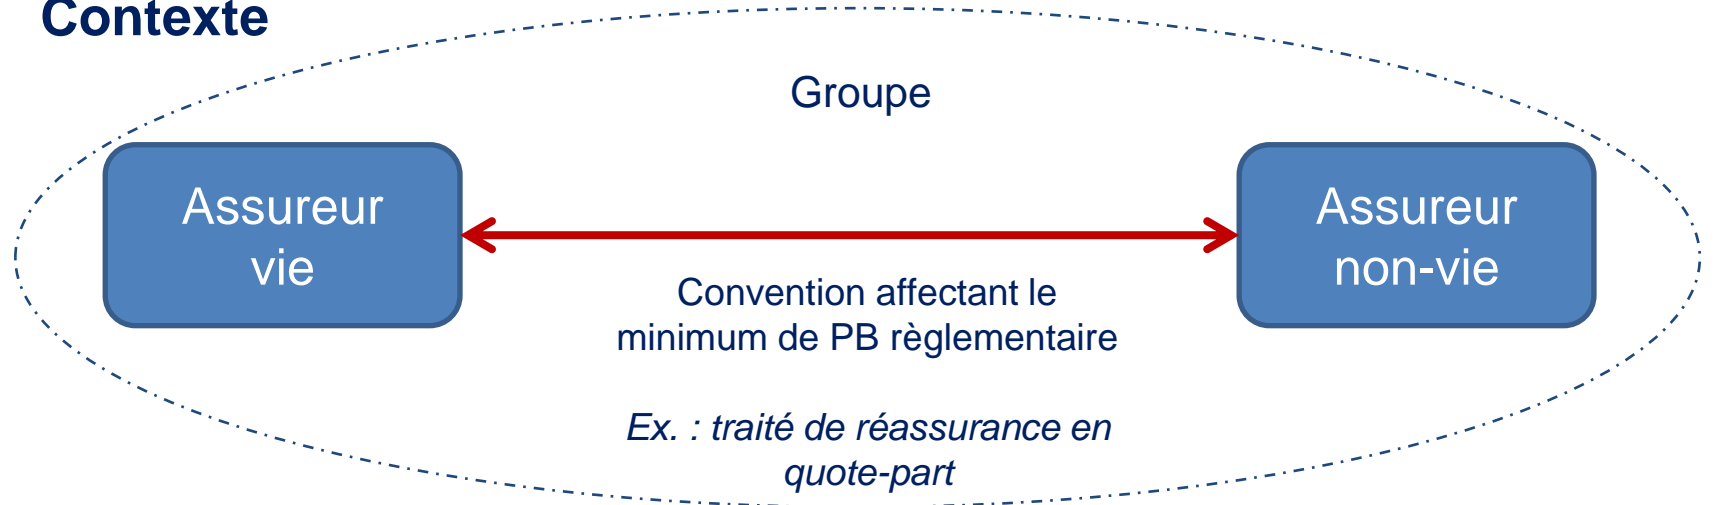 Contexte
Groupe
Assureur
vie
Assureur
non-vie
Convention affectant le
minimum de PB règlementaire
Ex. : traité de réassurance en
quote-part